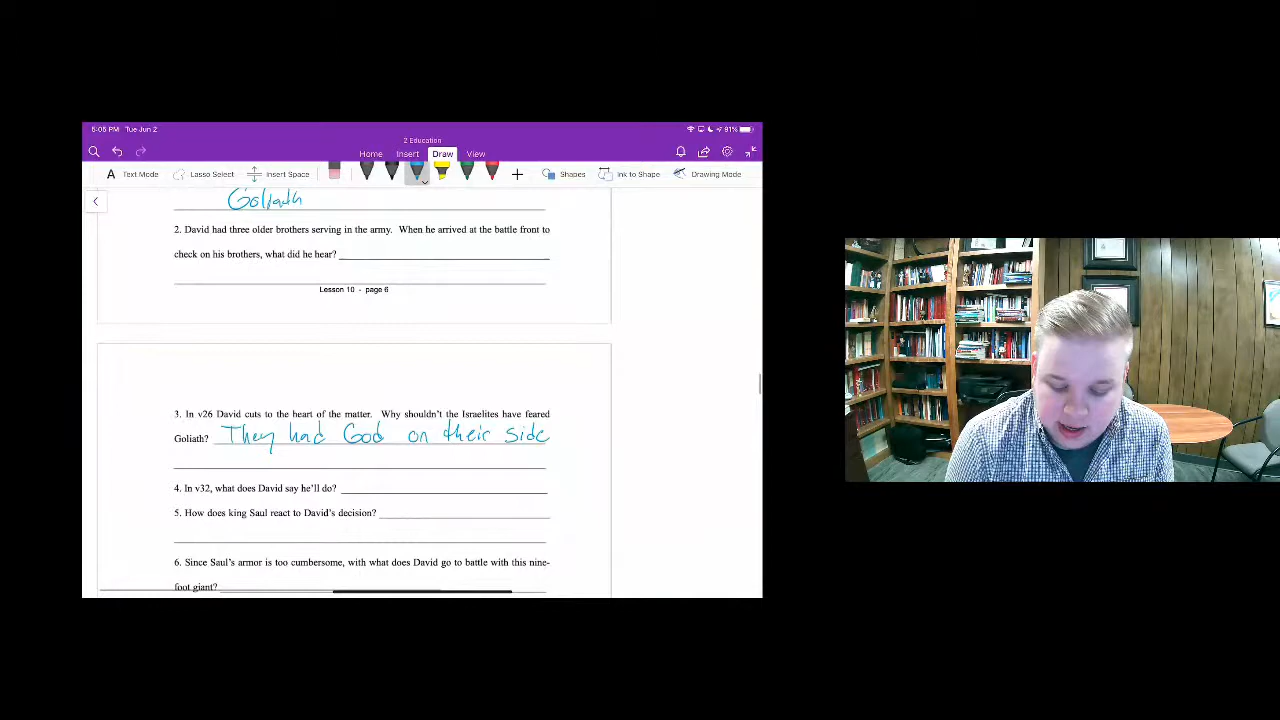 5:05 PM Tue Jun 2
91%
2 Education
Home Insert Draw View
A Text Mode Lasso Select Insert Space Shapes Ink to Shape Drawing Mode
Goliath
2. David had three older brothers serving in the army. When he arrived at the battle front to
check on his brothers, what did he hear?
Lesson 10 - page 6
3. In v26 David cuts to the heart of the matter. Why shouldn't the Israelites have feared
Goliath? They had God on their side
4. In v32, what does David say he'll do?
5. How does king Saul react to David's decision?
6. Since Saul's armor is too cumbersome, with what does David go to battle with this nine-
foot giant?